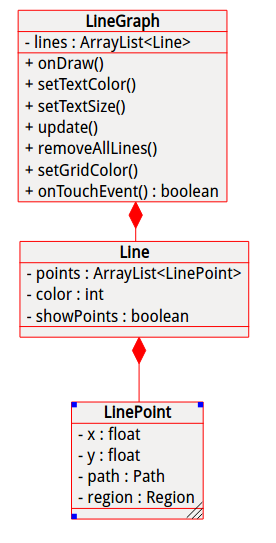 LineGraph
- lines : ArrayList<Line>
+ onDraw()
+ setTextColor()
+ setTextSize()
+ update()
+ removeAllLines()
+ setGridColor()
+ onTouchEvent() : boolean
Line
- points : ArrayList<LinePoint>
- color : int
- showPoints : boolean
LinePoint
- x : float
- y : float
- path : Path
- region : Region